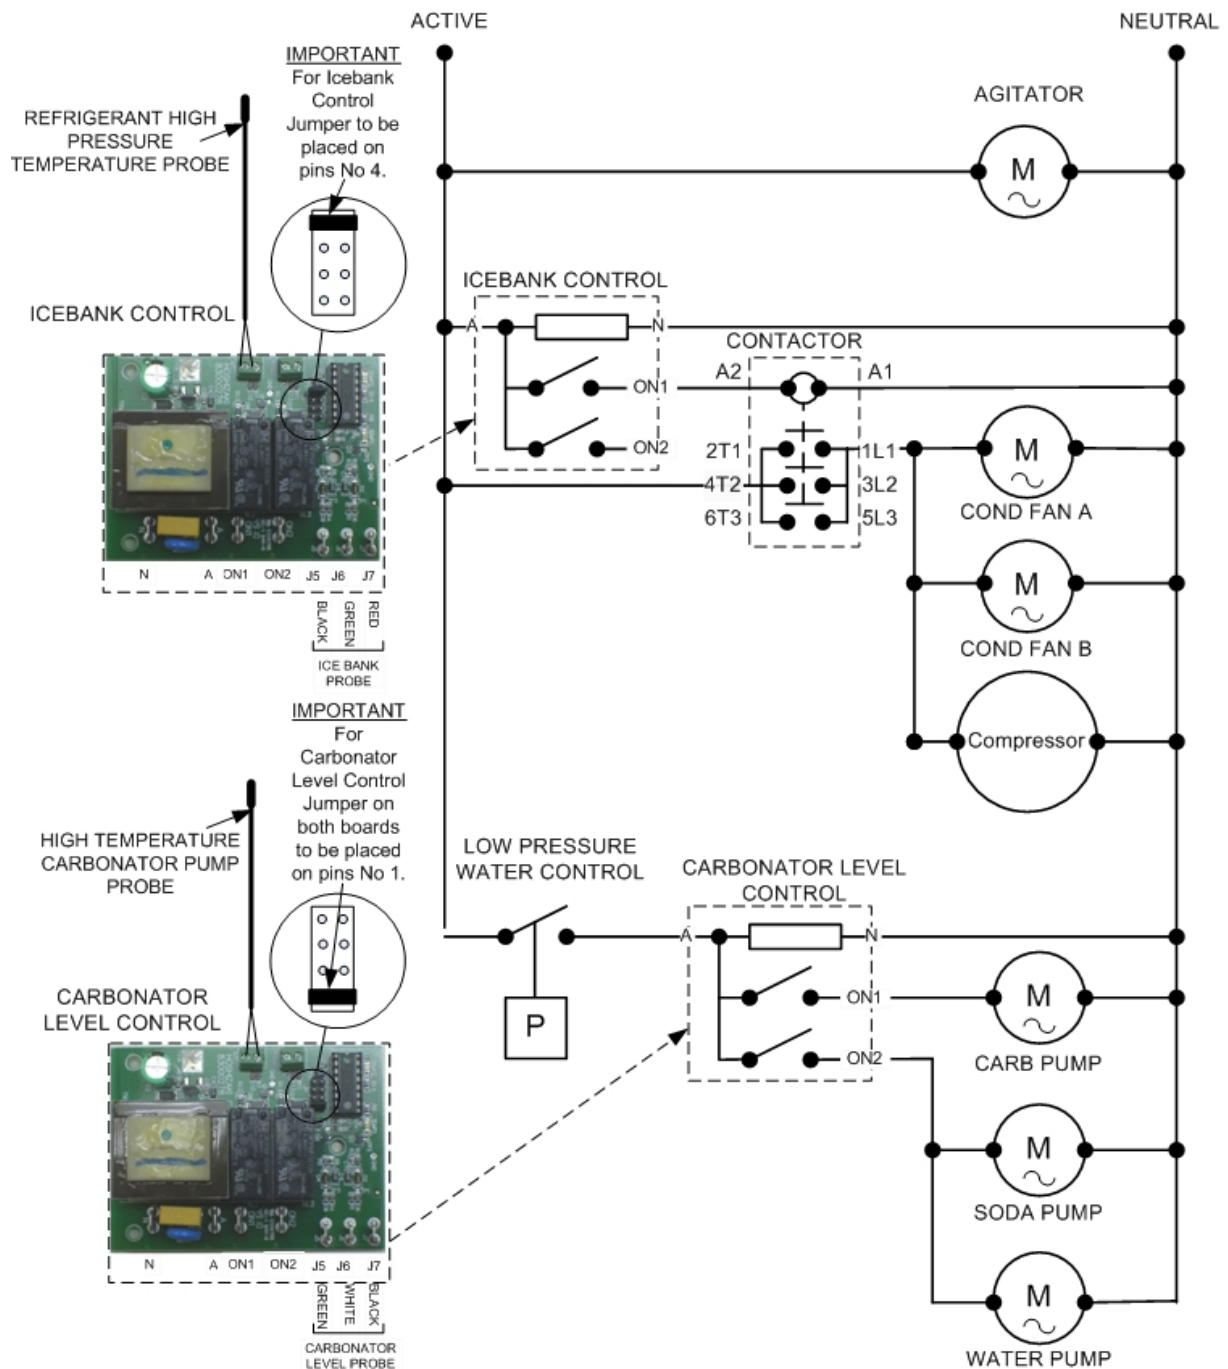 ACTIVE
NEUTRAL
IMPORTANT
For Icebank
Control
Jumper to be
placed on
pins No 4.
REFRIGERANT HIGH
PRESSURE
TEMPERATURE PROBE
AGITATOR
M
ICEBANK CONTROL
ICEBANK CONTROL
A
N
CONTACTOR
ON1
A2
A1
ON2
2T1
1L1
4T2
3L2
6T3
5L3
M
COND FAN A
M
COND FAN B
Compressor
N
A
ON1
ON2
J5
J6
J7
BLACK
GREEN
RED
ICE BANK
PROBE
IMPORTANT
For
Carbonator
Level Control
Jumper on
both boards
to be placed
on pins No 1.
HIGH TEMPERATURE
CARBONATOR PUMP
PROBE
LOW PRESSURE
WATER CONTROL
P
CARBONATOR LEVEL
CONTROL
A
N
ON1
M
CARB PUMP
ON2
M
SODA PUMP
M
WATER PUMP
CARBONATOR
LEVEL CONTROL
N
A
ON1
ON2
J5
J6
J7
GREEN
WHITE
BLACK
CARBONATOR
LEVEL PROBE